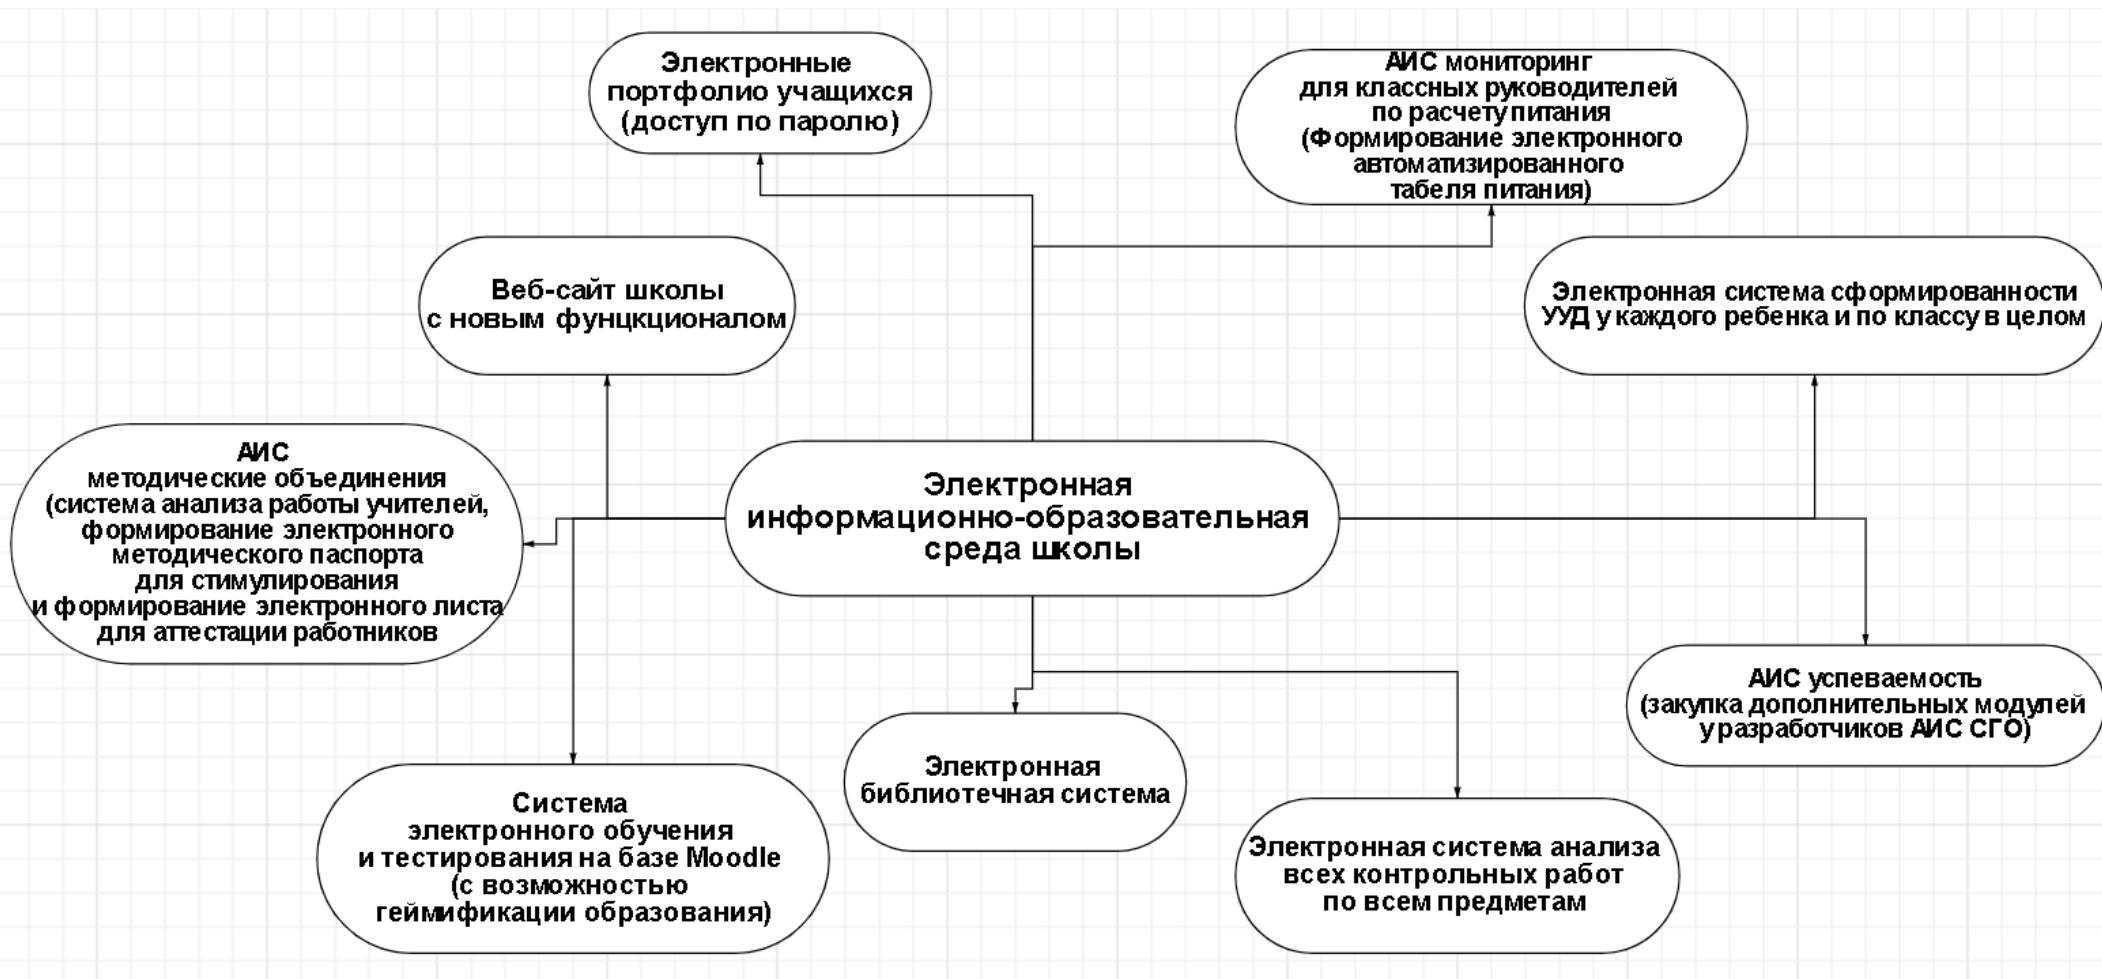 Электронные
портфолио учащихся
(доступ по паролю)
АИС мониторинг
для классных руководителей
по расчету питания
(Формирование электронного
автоматизированного
табеля питания)
Веб-сайт школы
с новым фунцкционалом
Электронная система сформированности
УУД у каждого ребенка и по классу в целом
АИС
методические объединения
(система анализа работы учителей,
формирование электронного
методического паспорта
для стимулирования
и формирование электронного листа
для аттестации работников
Электронная
информационно-образовательная
среда школы
АИС успеваемость
(закупка дополнительных модулей
у разработчиков АИС СГО)
Система
электронного обучения
и тестирования на базе Moodle
(с возможностью
геймификации образования)
Электронная
библиотечная система
Электронная система анализа
всех контрольных работ
по всем предметам